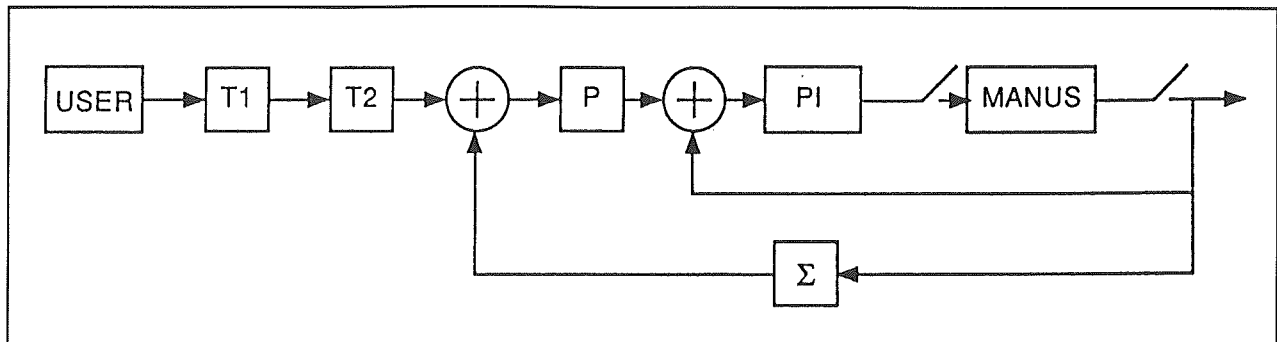 USER T1 T2 + P + PI MANUS
Σ